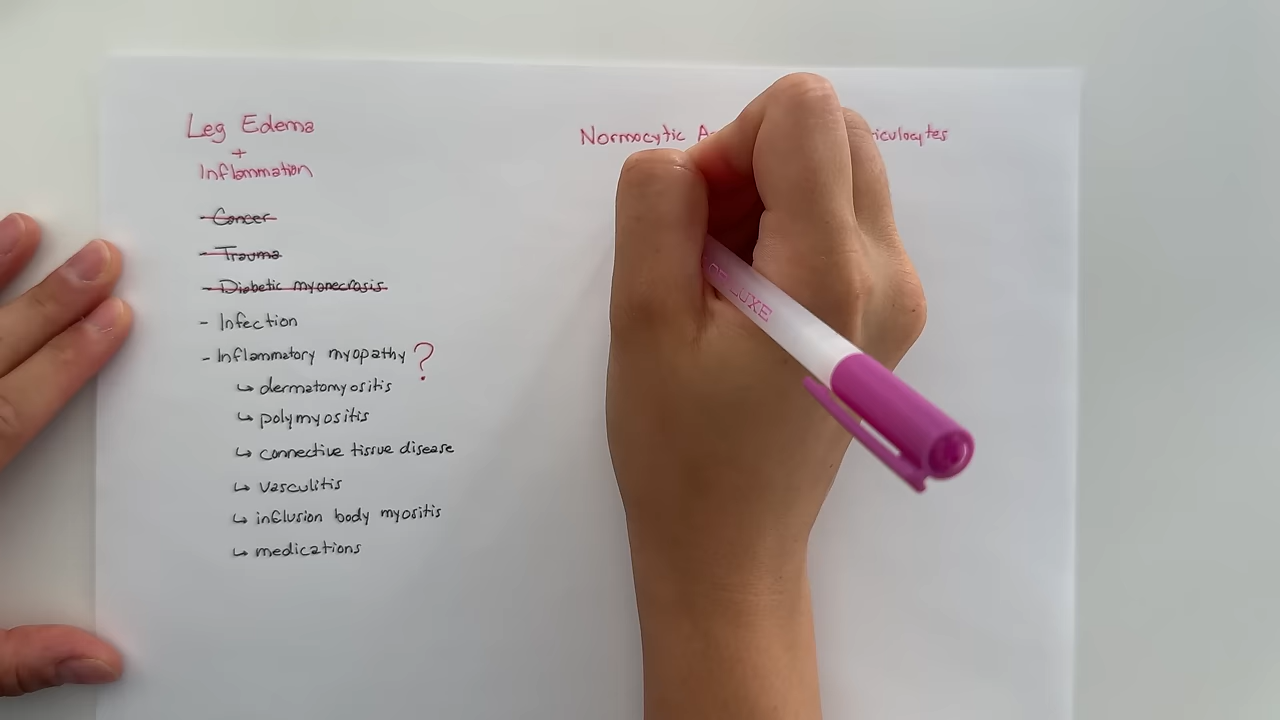 Leg Edema
+
Inflammation
- Cancer
- Trauma
- Diabetic myonecrosis
- Infection
- Inflammatory myopathy ?
↳ dermatomyositis
↳ polymyositis
↳ connective tissue disease
↳ vasculitis
↳ inclusion body myositis
↳ medications
Normocytic
LUXE